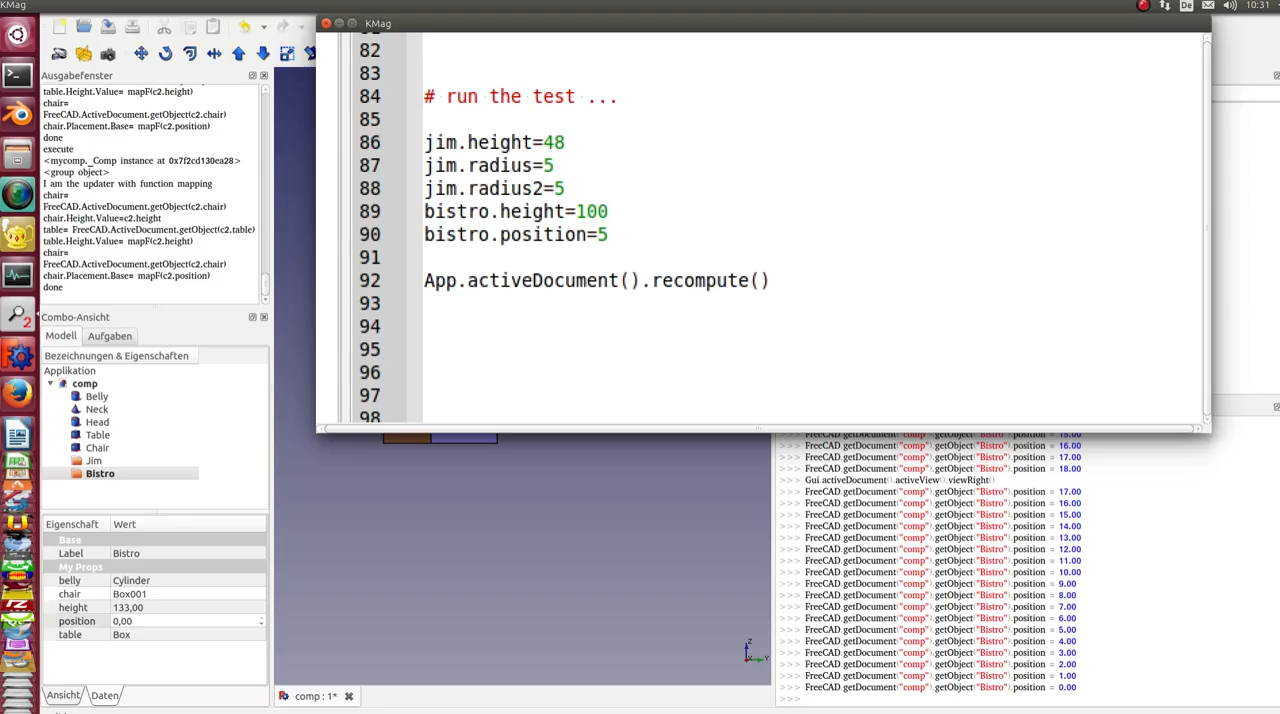 KMag
De
10:31
KMag
Ausgabefenster
table.Height.Value= mapF(c2.height)
chair=
FreeCAD.ActiveDocument.getObject(c2.chair)
chair.Placement.Base= mapF(c2.position)
done
execute
<mycomp._Comp instance at 0x7f2cd130ea28>
<group object>
I am the updater with function mapping
chair=
FreeCAD.ActiveDocument.getObject(c2.chair)
chair.Height.Value=c2.height
table= FreeCAD.ActiveDocument.getObject(c2.table)
table.Height.Value= mapF(c2.height)
chair=
FreeCAD.ActiveDocument.getObject(c2.chair)
chair.Placement.Base= mapF(c2.position)
done
82
83
84 # run the test ...
85
86 jim.height=48
87 jim.radius=5
88 jim.radius2=5
89 bistro.height=100
90 bistro.position=5
91
92 App.activeDocument().recompute()
93
94
95
96
97
98
2
Combo-Ansicht
Modell Aufgaben
Bezeichnungen & Eigenschaften
Applikation
comp
Belly
Neck
Head
Table
Chair
Jim
Bistro
Eigenschaft Wert
Base
Label Bistro
My Props
belly Cylinder
chair Box001
height 133,00
position 0,00
table Box
Ansicht Daten
Z
Y
comp : 1*
>>> FreeCAD.getDocument("comp").getObject("Bistro").position = 15.00
>>> FreeCAD.getDocument("comp").getObject("Bistro").position = 16.00
>>> FreeCAD.getDocument("comp").getObject("Bistro").position = 17.00
>>> FreeCAD.getDocument("comp").getObject("Bistro").position = 18.00
>>> Gui.activeDocument().activeView().viewRight()
>>> FreeCAD.getDocument("comp").getObject("Bistro").position = 17.00
>>> FreeCAD.getDocument("comp").getObject("Bistro").position = 16.00
>>> FreeCAD.getDocument("comp").getObject("Bistro").position = 15.00
>>> FreeCAD.getDocument("comp").getObject("Bistro").position = 14.00
>>> FreeCAD.getDocument("comp").getObject("Bistro").position = 13.00
>>> FreeCAD.getDocument("comp").getObject("Bistro").position = 12.00
>>> FreeCAD.getDocument("comp").getObject("Bistro").position = 11.00
>>> FreeCAD.getDocument("comp").getObject("Bistro").position = 10.00
>>> FreeCAD.getDocument("comp").getObject("Bistro").position = 9.00
>>> FreeCAD.getDocument("comp").getObject("Bistro").position = 8.00
>>> FreeCAD.getDocument("comp").getObject("Bistro").position = 7.00
>>> FreeCAD.getDocument("comp").getObject("Bistro").position = 6.00
>>> FreeCAD.getDocument("comp").getObject("Bistro").position = 5.00
>>> FreeCAD.getDocument("comp").getObject("Bistro").position = 4.00
>>> FreeCAD.getDocument("comp").getObject("Bistro").position = 3.00
>>> FreeCAD.getDocument("comp").getObject("Bistro").position = 2.00
>>> FreeCAD.getDocument("comp").getObject("Bistro").position = 1.00
>>> FreeCAD.getDocument("comp").getObject("Bistro").position = 0.00
>>>